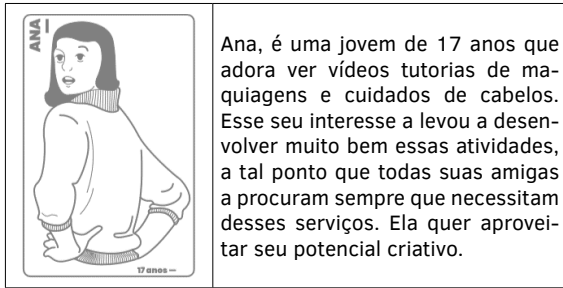 ANA —
17 anos —
Ana, é uma jovem de 17 anos que
adora ver vídeos tutorias de ma-
quiagens e cuidados de cabelos.
Esse seu interesse a levou a desen-
volver muito bem essas atividades,
a tal ponto que todas suas amigas
a procuram sempre que necessitam
desses serviços. Ela quer aprovei-
tar seu potencial criativo.